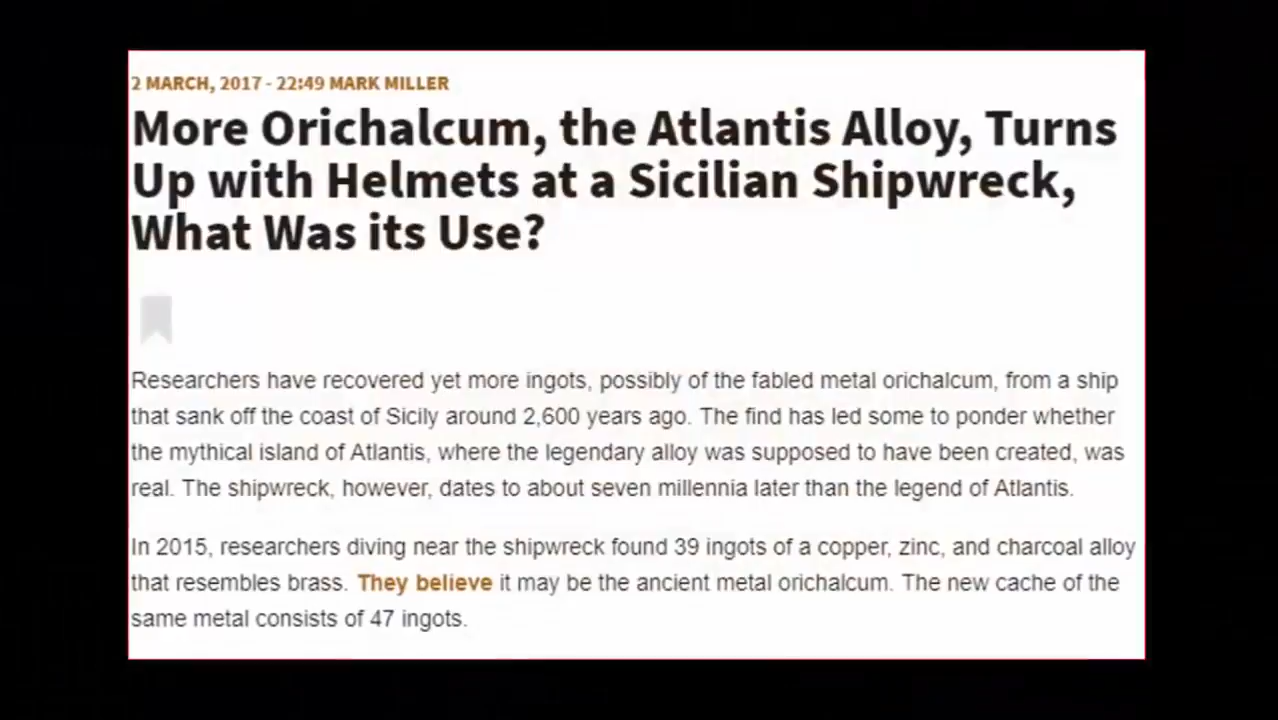 2 MARCH, 2017 - 22:49 MARK MILLER
More Orichalcum, the Atlantis Alloy, Turns
Up with Helmets at a Sicilian Shipwreck,
What Was its Use?
Researchers have recovered yet more ingots, possibly of the fabled metal orichalcum, from a ship
that sank off the coast of Sicily around 2,600 years ago. The find has led some to ponder whether
the mythical island of Atlantis, where the legendary alloy was supposed to have been created, was
real. The shipwreck, however, dates to about seven millennia later than the legend of Atlantis.
In 2015, researchers diving near the shipwreck found 39 ingots of a copper, zinc, and charcoal alloy
that resembles brass. They believe it may be the ancient metal orichalcum. The new cache of the
same metal consists of 47 ingots.